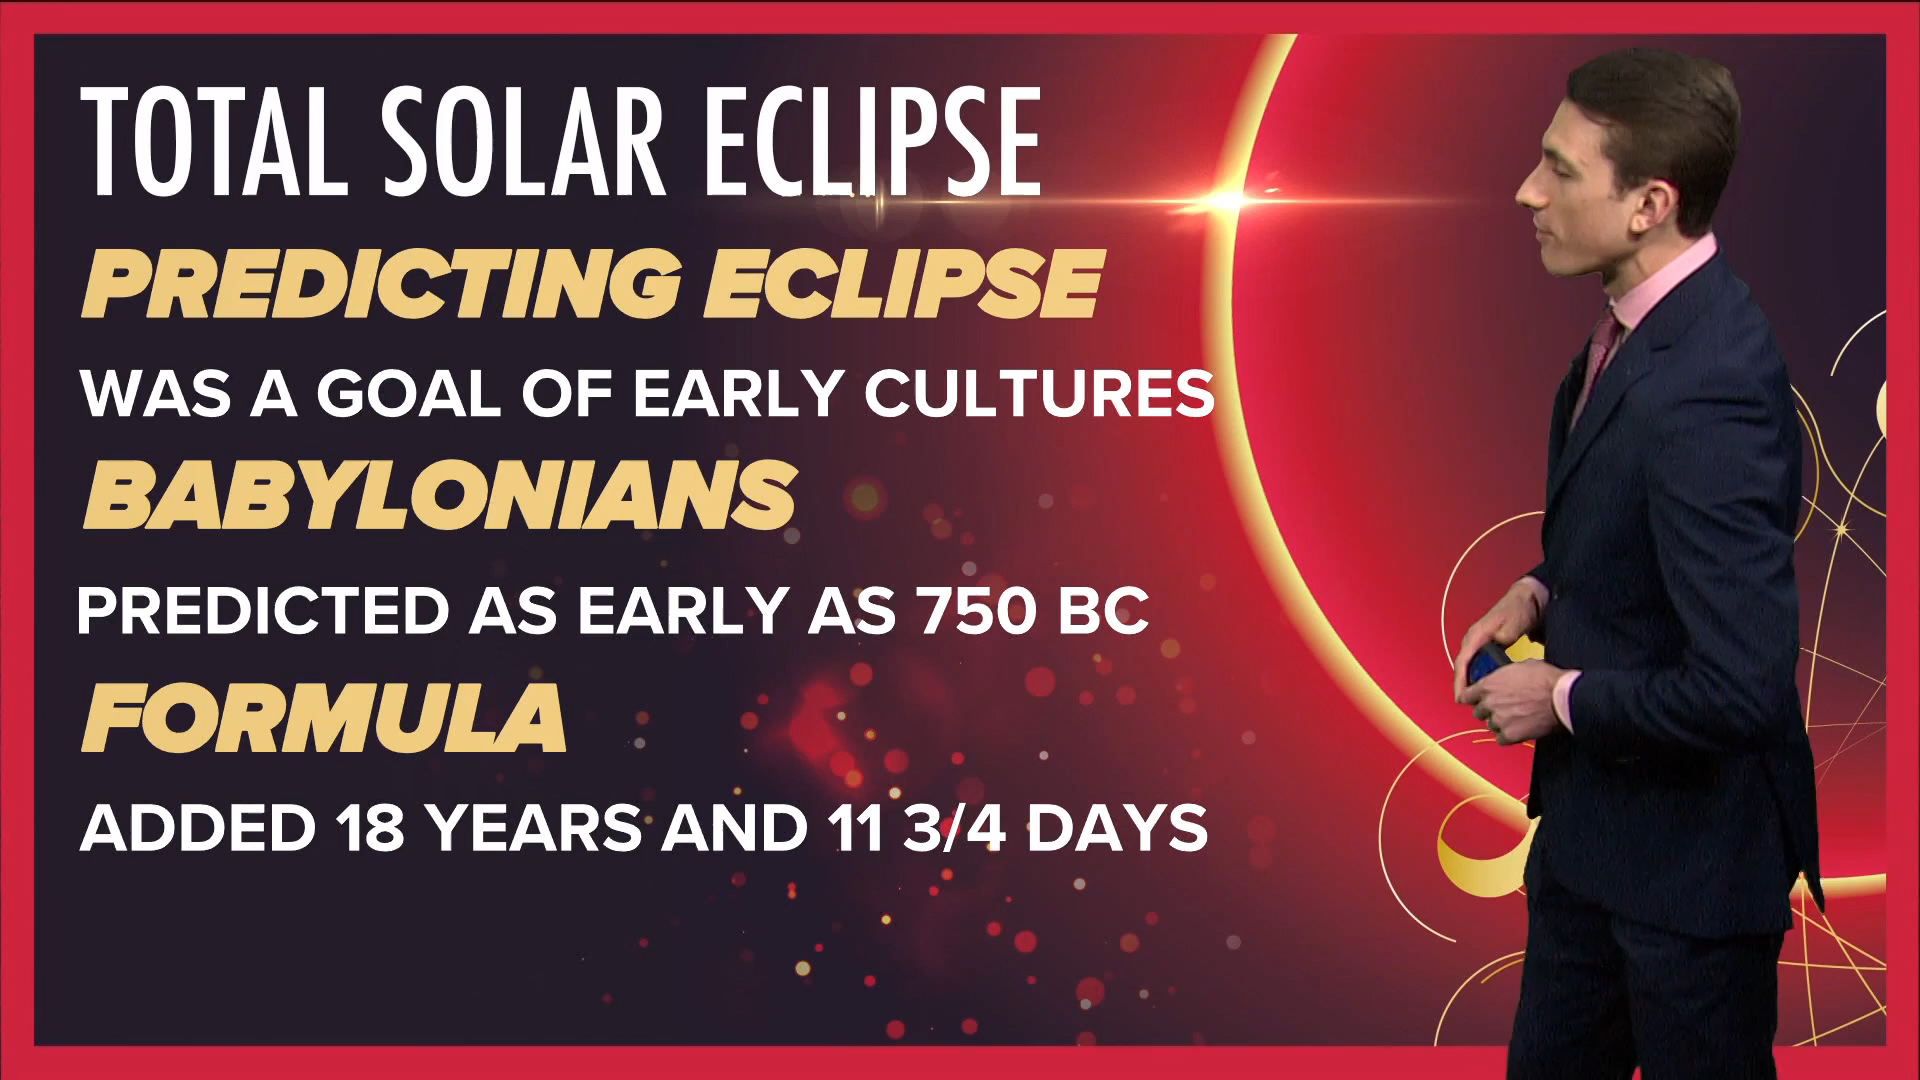 TOTAL SOLAR ECLIPSE
PREDICTING ECLIPSE
WAS A GOAL OF EARLY CULTURES
BABYLONIANS
PREDICTED AS EARLY AS 750 BC
FORMULA
ADDED 18 YEARS AND 11 3/4 DAYS